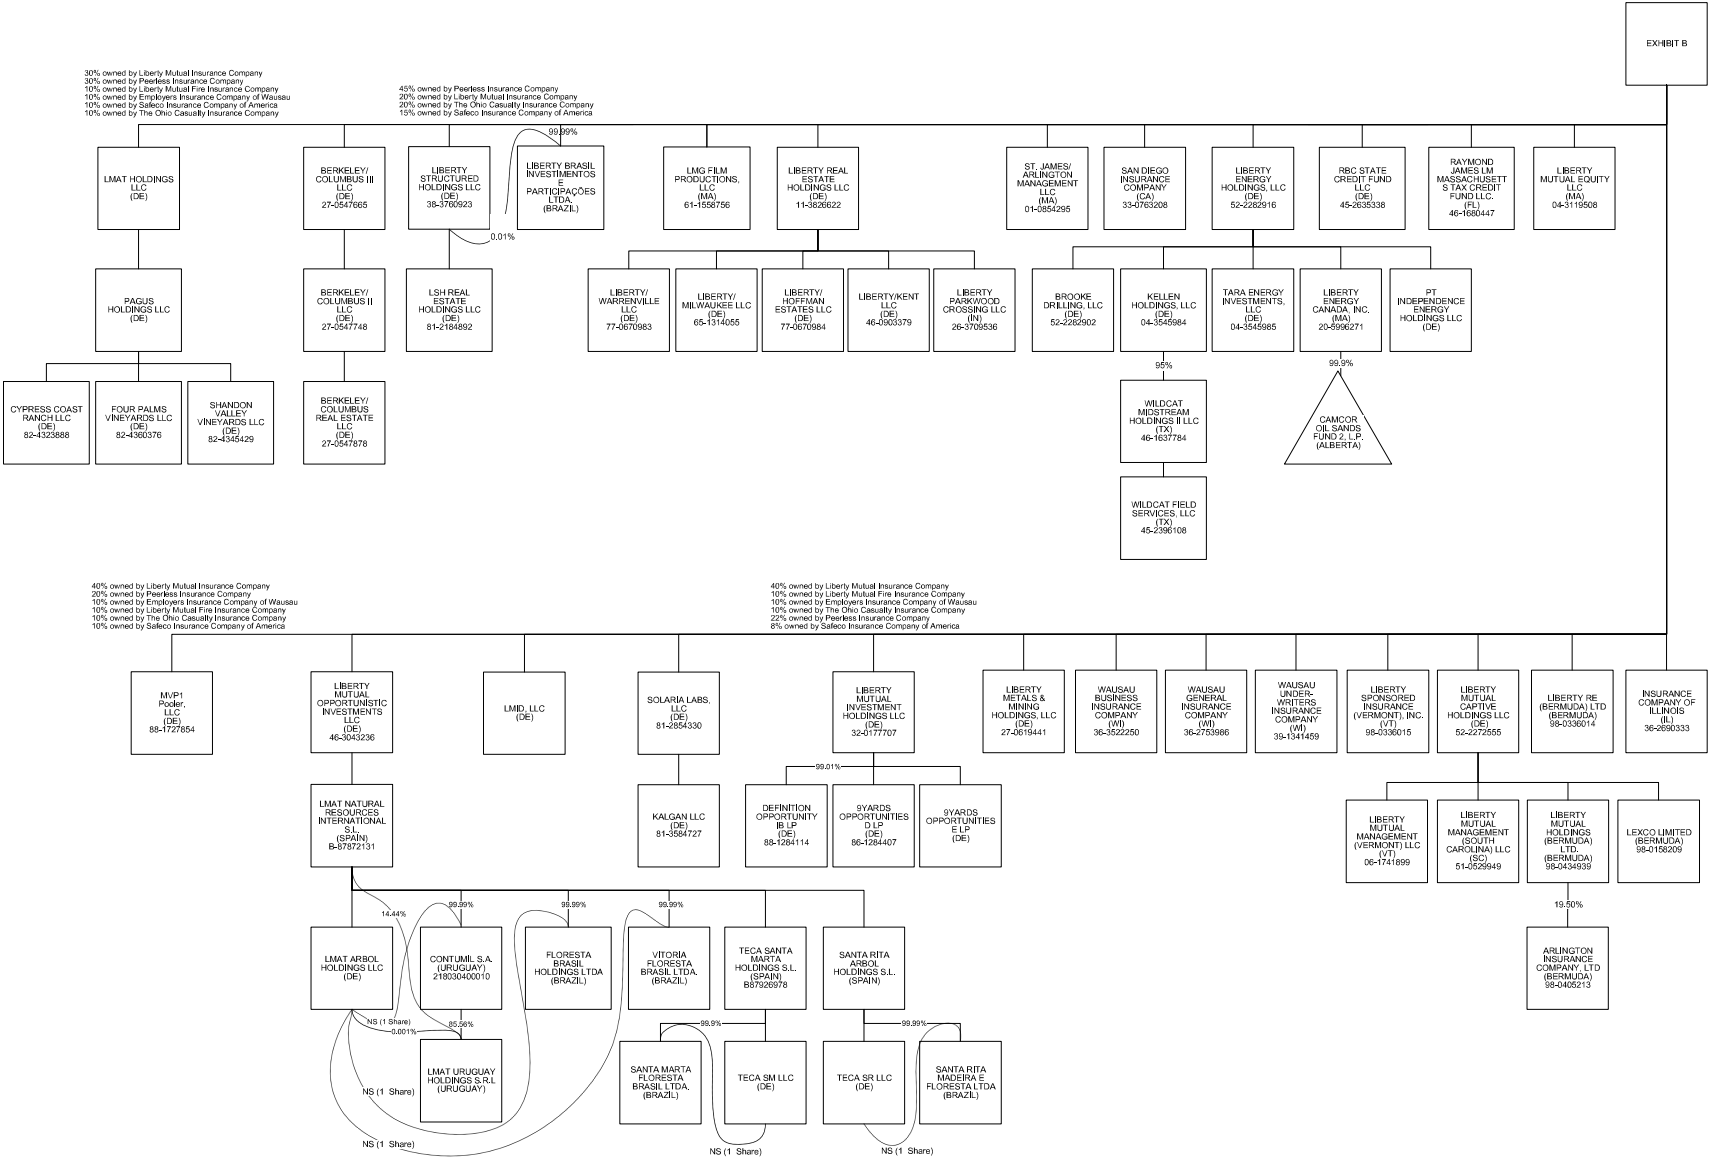 EXHIBIT B
30% owned by Liberty Mutual Insurance Company
30% owned by Peerless Insurance Company
10% owned by Liberty Mutual Fire Insurance Company
10% owned by Employers Insurance Company of Wausau
10% owned by Safeco Insurance Company of America
10% owned by The Ohio Casualty Insurance Company
45% owned by Peerless Insurance Company
20% owned by Liberty Mutual Insurance Company
20% owned by The Ohio Casualty Insurance Company
15% owned by Safeco Insurance Company of America
LMAT HOLDINGS
LLC
(DE)
BERKELEY/
COLUMBUS III
LLC
(DE)
27-0547665
LIBERTY
STRUCTURED
HOLDINGS LLC
(DE)
38-3760923
99.99%
LIBERTY BRASIL
INVESTIMENTOS
E
PARTICIPAÇÕES
LTDA.
(BRAZIL)
0.01%
LMG FILM
PRODUCTIONS,
LLC
(MA)
61-1558756
LIBERTY REAL
ESTATE
HOLDINGS LLC
(DE)
11-3826622
ST. JAMES/
ARLINGTON
MANAGEMENT
LLC
(MA)
01-0854295
SAN DIEGO
INSURANCE
COMPANY
(CA)
33-0763208
LIBERTY
ENERGY
HOLDINGS, LLC
(DE)
52-2282916
RBC STATE
CREDIT FUND
LLC
(DE)
45-2635338
RAYMOND
JAMES LM
MASSACHUSETT
S TAX CREDIT
FUND LLC.
(FL)
46-1680447
LIBERTY
MUTUAL EQUITY
LLC
(MA)
04-3119508
PAGUS
HOLDINGS LLC
(DE)
BERKELEY/
COLUMBUS II
LLC
(DE)
27-0547748
LSH REAL
ESTATE
HOLDINGS LLC
(DE)
81-2184892
LIBERTY/
WARRENVILLE
LLC
(DE)
77-0670983
LIBERTY/
MILWAUKEE LLC
(DE)
65-1314055
LIBERTY/
HOFFMAN
ESTATES LLC
(DE)
77-0670984
LIBERTY/KENT
LLC
(DE)
46-0903379
LIBERTY
PARKWOOD
CROSSING LLC
(IN)
26-3709536
BROOKE
DRILLING, LLC
(DE)
52-2282902
KELLEN
HOLDINGS, LLC
(DE)
04-3545984
TARA ENERGY
INVESTMENTS,
LLC
(DE)
04-3545985
LIBERTY
ENERGY
CANADA, INC.
(MA)
20-5996271
PT
INDEPENDENCE
ENERGY
HOLDINGS LLC
(DE)
CYPRESS COAST
RANCH LLC
(DE)
82-4323888
FOUR PALMS
VINEYARDS LLC
(DE)
82-4360376
SHANDON
VALLEY
VINEYARDS LLC
(DE)
82-4345429
BERKELEY/
COLUMBUS
REAL ESTATE
LLC
(DE)
27-0547878
95%
WILDCAT
MIDSTREAM
HOLDINGS II LLC
(TX)
46-1637784
99.9%
CAMCOR
OIL SANDS
FUND 2, L.P.
(ALBERTA)
WILDCAT FIELD
SERVICES, LLC
(TX)
45-2396108
40% owned by Liberty Mutual Insurance Company
20% owned by Peerless Insurance Company
10% owned by Employers Insurance Company of Wausau
10% owned by Liberty Mutual Fire Insurance Company
10% owned by The Ohio Casualty Insurance Company
10% owned by Safeco Insurance Company of America
40% owned by Liberty Mutual Insurance Company
10% owned by Liberty Mutual Fire Insurance Company
10% owned by Employers Insurance Company of Wausau
10% owned by The Ohio Casualty Insurance Company
22% owned by Peerless Insurance Company
8% owned by Safeco Insurance Company of America
MVP1
Pooler,
LLC
(DE)
88-1727854
LIBERTY
MUTUAL
OPPORTUNISTIC
INVESTMENTS
LLC
(DE)
46-3043236
LMID, LLC
(DE)
SOLARIA LABS,
LLC
(DE)
81-2854330
LIBERTY
MUTUAL
INVESTMENT
HOLDINGS LLC
(DE)
32-0177707
LIBERTY
METALS &
MINING
HOLDINGS, LLC
(DE)
27-0619441
WAUSAU
BUSINESS
INSURANCE
COMPANY
(WI)
36-3522250
WAUSAU
GENERAL
INSURANCE
COMPANY
(WI)
36-2753986
WAUSAU
UNDER-
WRITERS
INSURANCE
COMPANY
(WI)
39-1341459
LIBERTY
SPONSORED
INSURANCE
(VERMONT), INC.
(VT)
98-0336015
LIBERTY
MUTUAL
CAPTIVE
HOLDINGS LLC
(DE)
52-2272555
LIBERTY RE
(BERMUDA) LTD
(BERMUDA)
98-0336014
INSURANCE
COMPANY OF
ILLINOIS
(IL)
36-2690333
LMAT NATURAL
RESOURCES
INTERNATIONAL
S.L.
(SPAIN)
B-87872131
KALGAN LLC
(DE)
81-3584727
99.01%
DEFINITION
OPPORTUNITY
IB LP
(DE)
88-1284114
9YARDS
OPPORTUNITIES
D LP
(DE)
86-1284407
9YARDS
OPPORTUNITIES
E LP
(DE)
LIBERTY
MUTUAL
MANAGEMENT
(VERMONT) LLC
(VT)
06-1741899
LIBERTY
MUTUAL
MANAGEMENT
(SOUTH
CAROLINA) LLC
(SC)
51-0529949
LIBERTY
MUTUAL
HOLDINGS
(BERMUDA)
LTD.
(BERMUDA)
98-0434939
LEXCO LIMITED
(BERMUDA)
98-0158209
14.44%
99.99%
99.99%
99.99%
19.50%
LMAT ARBOL
HOLDINGS LLC
(DE)
CONTUMIL S.A.
(URUGUAY)
218030400010
FLORESTA
BRASIL
HOLDINGS LTDA
(BRAZIL)
VITORIA
FLORESTA
BRASIL LTDA.
(BRAZIL)
TECA SANTA
MARTA
HOLDINGS S.L.
(SPAIN)
B87926978
SANTA RITA
ARBOL
HOLDINGS S.L.
(SPAIN)
ARLINGTON
INSURANCE
COMPANY, LTD
(BERMUDA)
98-0405213
NS (1 Share)
0.001%
85.56%
99.9%
99.99%
LMAT URUGUAY
HOLDINGS S.R.L
(URUGUAY)
SANTA MARTA
FLORESTA
BRASIL LTDA.
(BRAZIL)
TECA SM LLC
(DE)
TECA SR LLC
(DE)
SANTA RITA
MADEIRA E
FLORESTA LTDA
(BRAZIL)
NS (1 Share)
NS (1 Share)
NS (1 Share)
NS (1 Share)